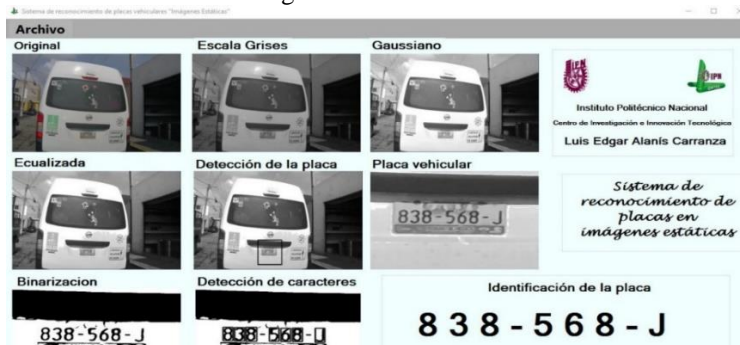 Sistema de reconocimiento de placas vehiculares "Imágenes Estáticas"
Archivo
Original
Escala Grises
Gaussiano
Instituto Politécnico Nacional
Centro de Investigación e Innovación Tecnológica
Luis Edgar Alanís Carranza
Ecualizada
Detección de la placa
Placa vehicular
838-568-J
Sistema de
reconocimiento de
placas en
imágenes estáticas
Binarizacion
Detección de caracteres
Identificación de la placa
838-568-J
838-568-J
838-568-J